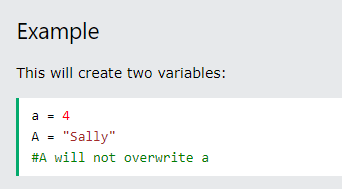 Example
This will create two variables:
a = 4
A = "Sally"
#A will not overwrite a